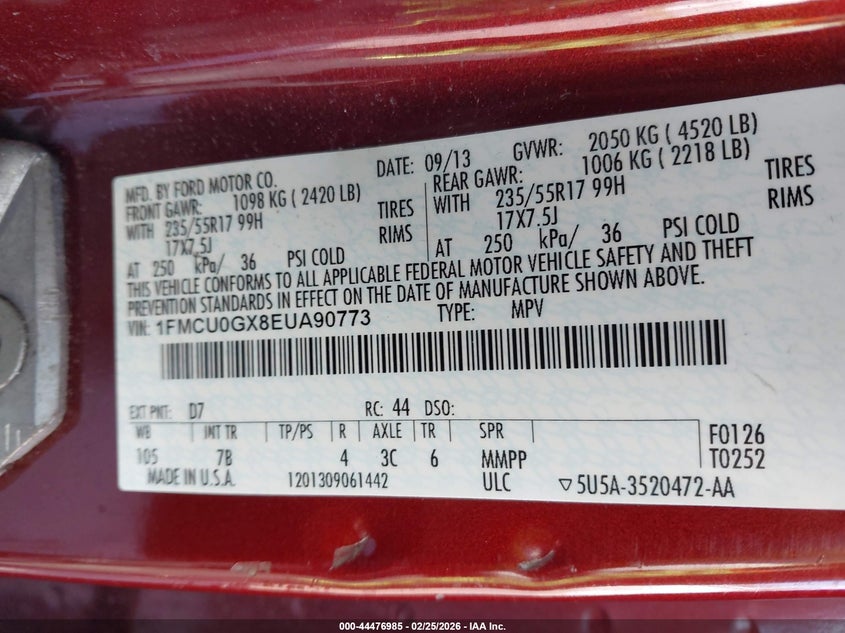 MFD. BY FORD MOTOR CO. DATE: 09/13 GVWR: 2050 KG ( 4520 LB)
FRONT GAWR: 1098 KG ( 2420 LB) REAR GAWR: 1006 KG ( 2218 LB)
WITH 235/55R17 99H TIRES WITH 235/55R17 99H TIRES
17X7.5J RIMS 17X7.5J RIMS
AT 250 kPa/ 36 PSI COLD AT 250 kPa/ 36 PSI COLD
THIS VEHICLE CONFORMS TO ALL APPLICABLE FEDERAL MOTOR VEHICLE SAFETY AND THEFT
PREVENTION STANDARDS IN EFFECT ON THE DATE OF MANUFACTURE SHOWN ABOVE.
VIN: 1FMCU0GX8EUA90773 TYPE: MPV
EXT PNT: D7 RC: 44 DSO:
WB INT TR TP/PS R AXLE TR SPR F0126
105 7B 4 3C 6 MMPP T0252
MADE IN U.S.A. 1201309061442 ULC ▽5U5A-3520472-AA
000-44476985 - 02/25/2026 - IAA Inc.